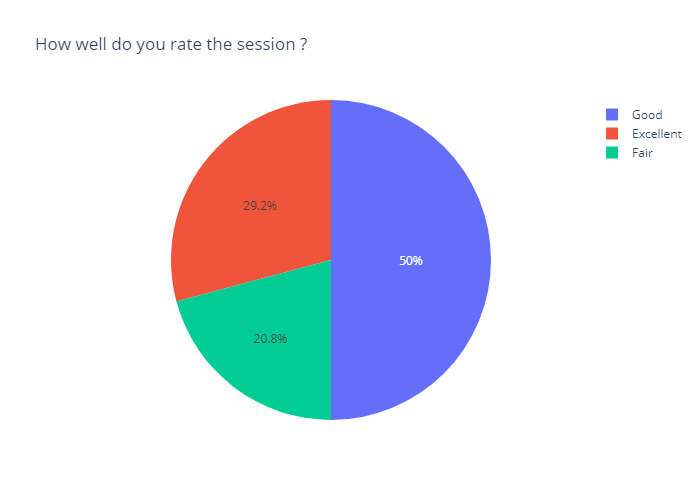 How well do you rate the session ?
Good
Excellent
Fair
29.2%
50%
20.8%